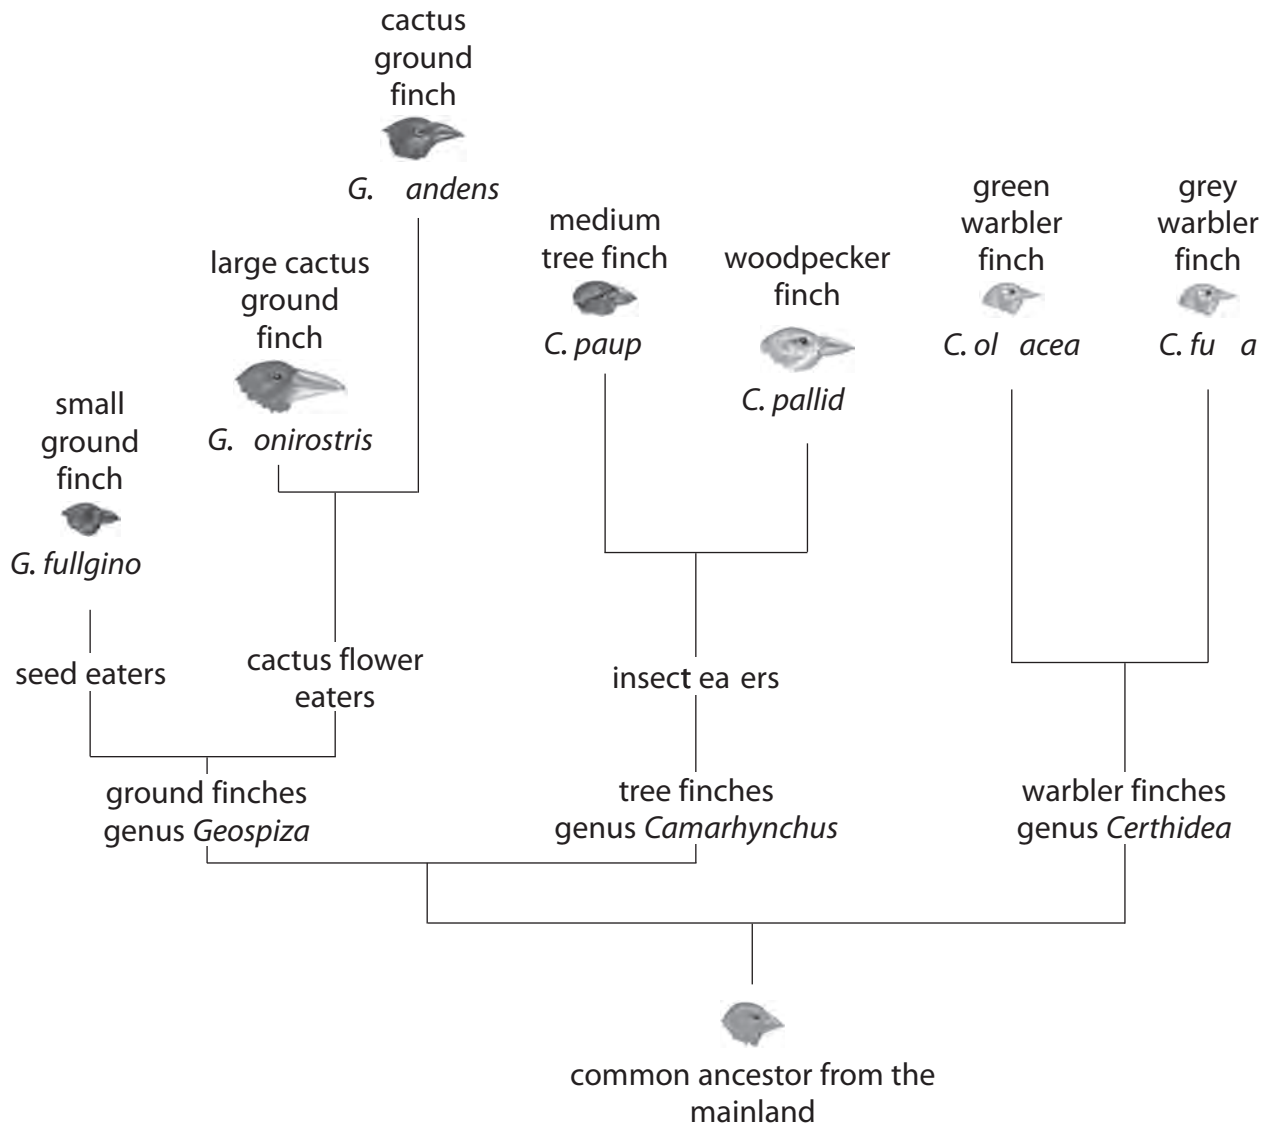 cactus
ground
finch
G. andens
large cactus
ground
finch
G. onirostris
small
ground
finch
G. fullgino
medium
tree finch
C. paup
woodpecker
finch
C. pallid
green
warbler
finch
C. ol acea
grey
warbler
finch
C. fu a
seed eaters
cactus flower
eaters
insect ea ers
ground finches
genus Geospiza
tree finches
genus Camarhynchus
warbler finches
genus Certhidea
common ancestor from the
mainland